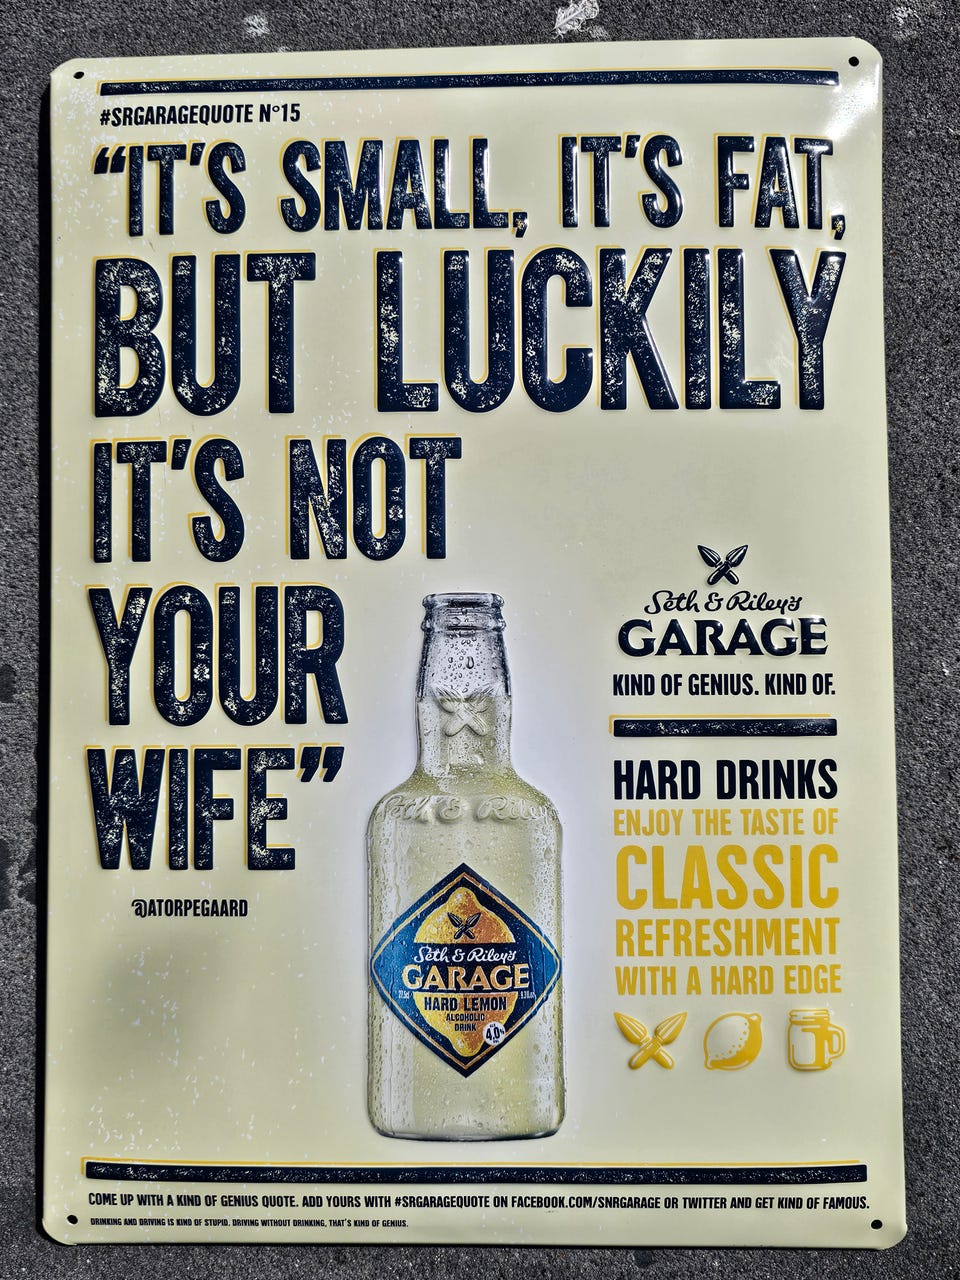 #SRGARAGEQUOTE N°15
“IT'S SMALL, IT'S FAT,
BUT LUCKILY
IT'S NOT
YOUR
WIFE”
@ATORPEGAARD
Seth & Riley's
GARAGE
KIND OF GENIUS. KIND OF.
HARD DRINKS
ENJOY THE TASTE OF
CLASSIC
REFRESHMENT
WITH A HARD EDGE
Seth & Riley
Seth & Riley's
GARAGE
HARD LEMON
ALCOHOLIC
DRINK
4,0%
COME UP WITH A KIND OF GENIUS QUOTE. ADD YOURS WITH #SRGARAGEQUOTE ON FACEBOOK.COM/SNRGARAGE OR TWITTER AND GET KIND OF FAMOUS.
DRINKING AND DRIVING IS KIND OF STUPID. DRIVING WITHOUT DRINKING, THAT'S KIND OF GENIUS.